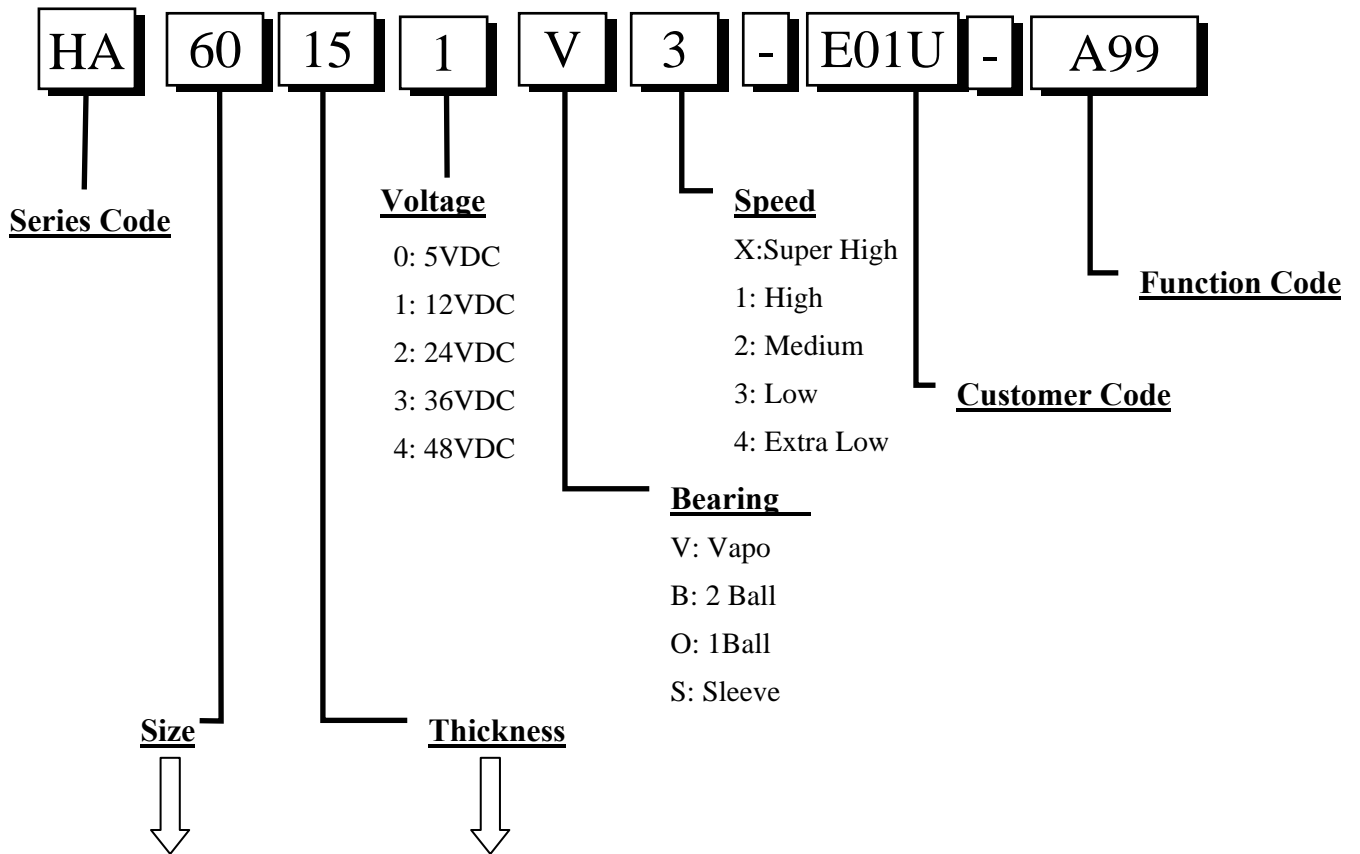 HA 60 15 1 V 3 - E01U - A99
Series Code
Voltage
0: 5VDC
1: 12VDC
2: 24VDC
3: 36VDC
4: 48VDC
Speed
X:Super High
1: High
2: Medium
3: Low
4: Extra Low
Function Code
Customer Code
Bearing
V: Vapo
B: 2 Ball
O: 1Ball
S: Sleeve
Size
Thickness